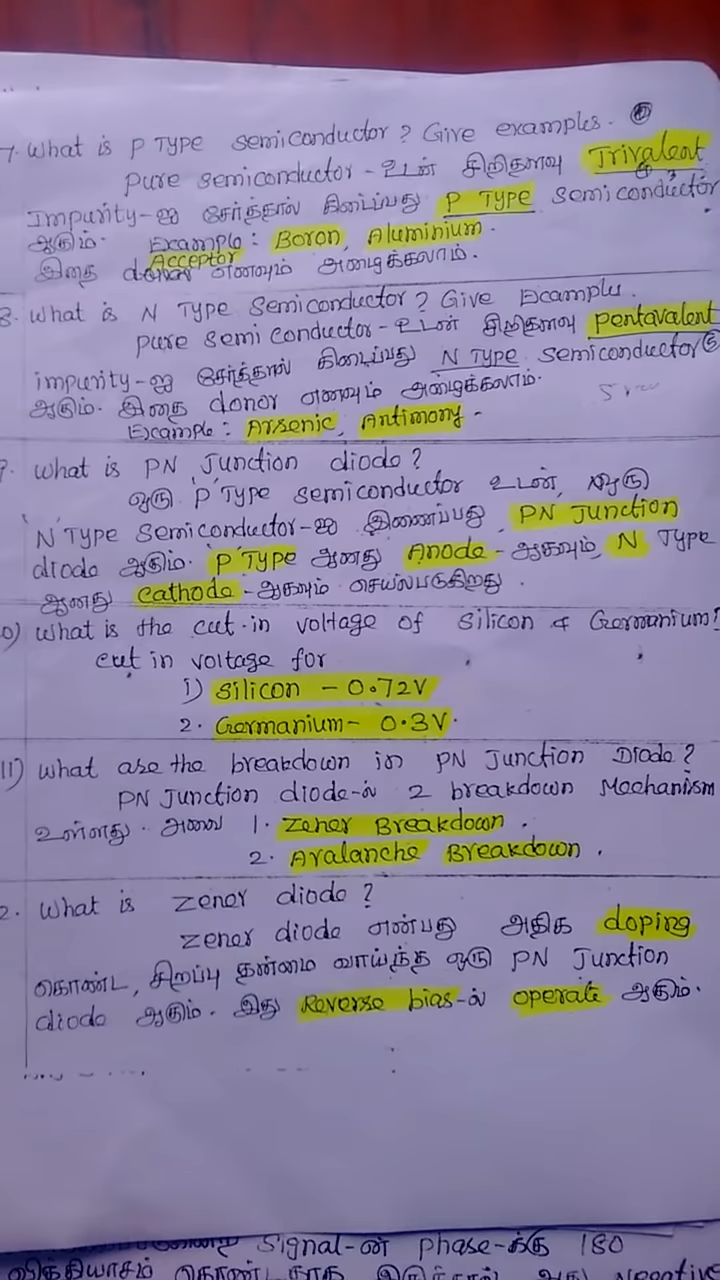 7. What is P Type Semiconductor? Give examples.
Pure Semiconductor - உடன் சிறிதளவு Trivalent
Impurity-ஐ சேர்த்தால் கிடைப்பது P Type Semiconductor
ஆகும். Example: Boron, Aluminium.
Acceptor
இதை donor எனவும் அழைக்கலாம்.
8. What is N Type Semiconductor? Give Example.
Pure Semi conductor - உடன் சிறிதளவு Pentavalent
impurity-ஐ சேர்த்தால் கிடைப்பது N Type Semiconductor
ஆகும். இதை donor எனவும் அழைக்கலாம்.
Example: Arsenic, Antimony.
9. What is PN Junction diode?
ஒரு 'P' Type Semiconductor உடன், ஒரு
'N' Type Semiconductor-ஐ இணைப்பது PN Junction
diode ஆகும். P Type ஆனது Anode-ஆகவும், N Type
ஆனது Cathode-ஆகவும் செயல்படுகிறது.
0) What is the cut-in voltage of Silicon & Germanium?
cut in voltage for
1) Silicon - 0.72V
2. Germanium- 0.3V.
11) What are the breakdown in PN Junction Diode?
PN Junction diode-ல் 2 breakdown Mechanism
உள்ளது. அவை 1. Zener Breakdown.
2. Avalanche Breakdown.
2. What is Zener diode?
Zener diode என்பது அதிக doping
கொண்ட, சிறப்பு தன்மை வாய்ந்த ஒரு PN Junction
diode ஆகும். இது Reverse bias-ல் operate ஆகும்.
Signal-ன் phase-க்கு 180
வித்தியாசம்